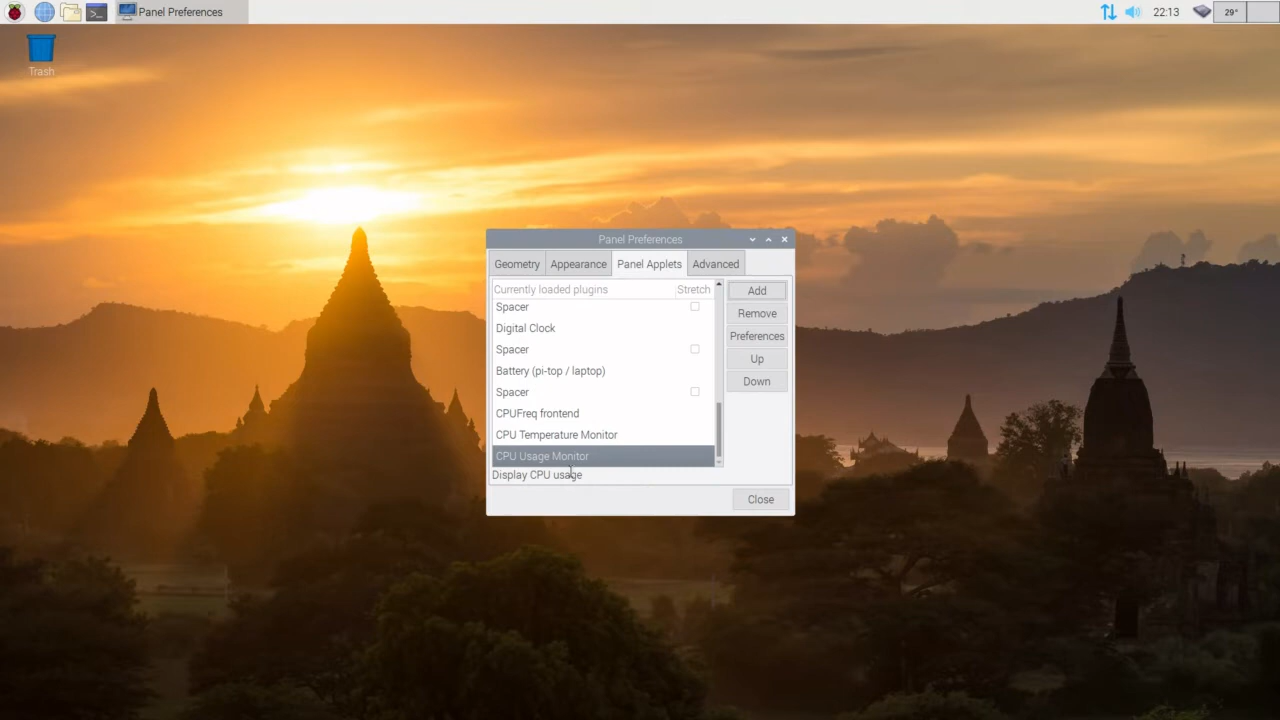 Panel Preferences
22:13
29°
Trash
Panel Preferences
Geometry Appearance Panel Applets Advanced
Currently loaded plugins Stretch
Add
Spacer
Remove
Digital Clock
Preferences
Spacer
Up
Battery (pi-top / laptop)
Down
Spacer
CPUFreq frontend
CPU Temperature Monitor
CPU Usage Monitor
Display CPU usage
Close